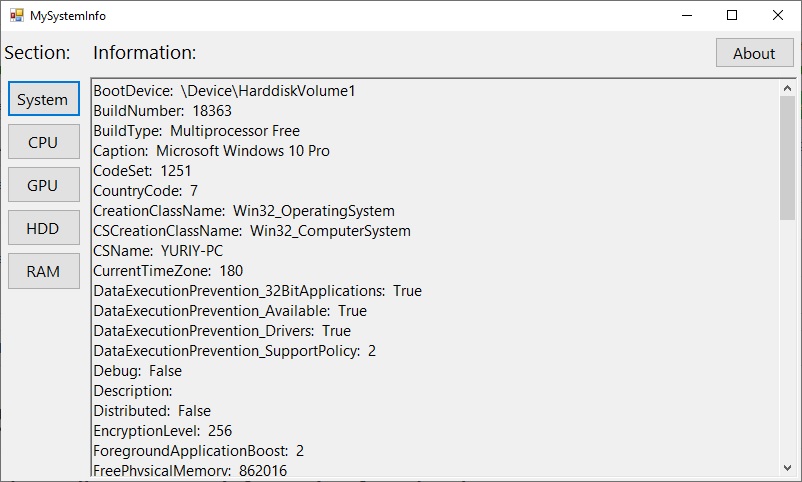 MySystemInfo
Section: Information: About
System
CPU
GPU
HDD
RAM
BootDevice: \Device\HarddiskVolume1
BuildNumber: 18363
BuildType: Multiprocessor Free
Caption: Microsoft Windows 10 Pro
CodeSet: 1251
CountryCode: 7
CreationClassName: Win32_OperatingSystem
CSCreationClassName: Win32_ComputerSystem
CSName: YURIY-PC
CurrentTimeZone: 180
DataExecutionPrevention_32BitApplications: True
DataExecutionPrevention_Available: True
DataExecutionPrevention_Drivers: True
DataExecutionPrevention_SupportPolicy: 2
Debug: False
Description:
Distributed: False
EncryptionLevel: 256
ForegroundApplicationBoost: 2
FreePhysicalMemory: 862016